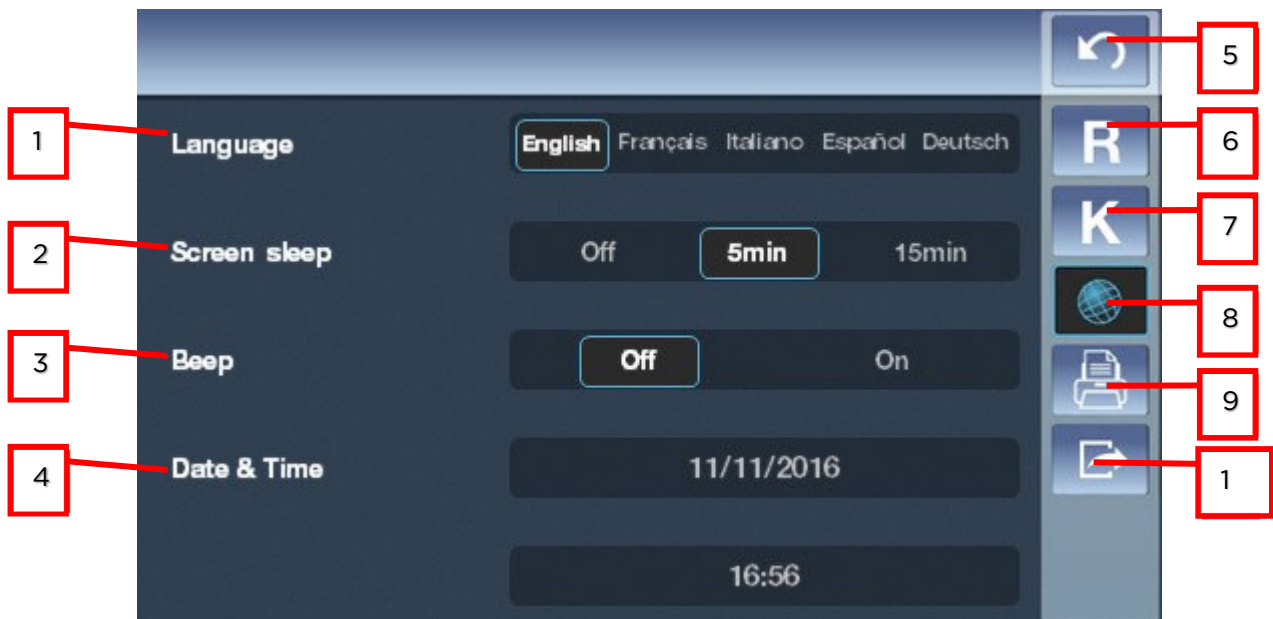 5
1 Language English Français Italiano Español Deutsch R 6
K 7
2 Screen sleep Off 5min 15min
8
3 Beep Off On
9
4 Date & Time 11/11/2016 1
16:56